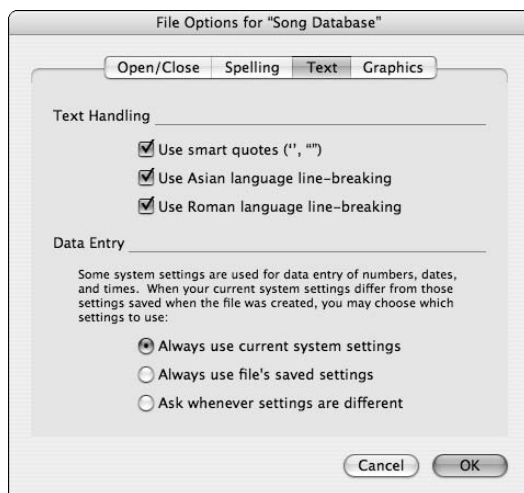 File Options for “Song Database”
Open/Close Spelling Text Graphics
Text Handling
Use smart quotes (‘’, “”)
Use Asian language line-breaking
Use Roman language line-breaking
Data Entry
Some system settings are used for data entry of numbers, dates,
and times. When your current system settings differ from those
settings saved when the file was created, you may choose which
settings to use:
Always use current system settings
Always use file's saved settings
Ask whenever settings are different
Cancel OK